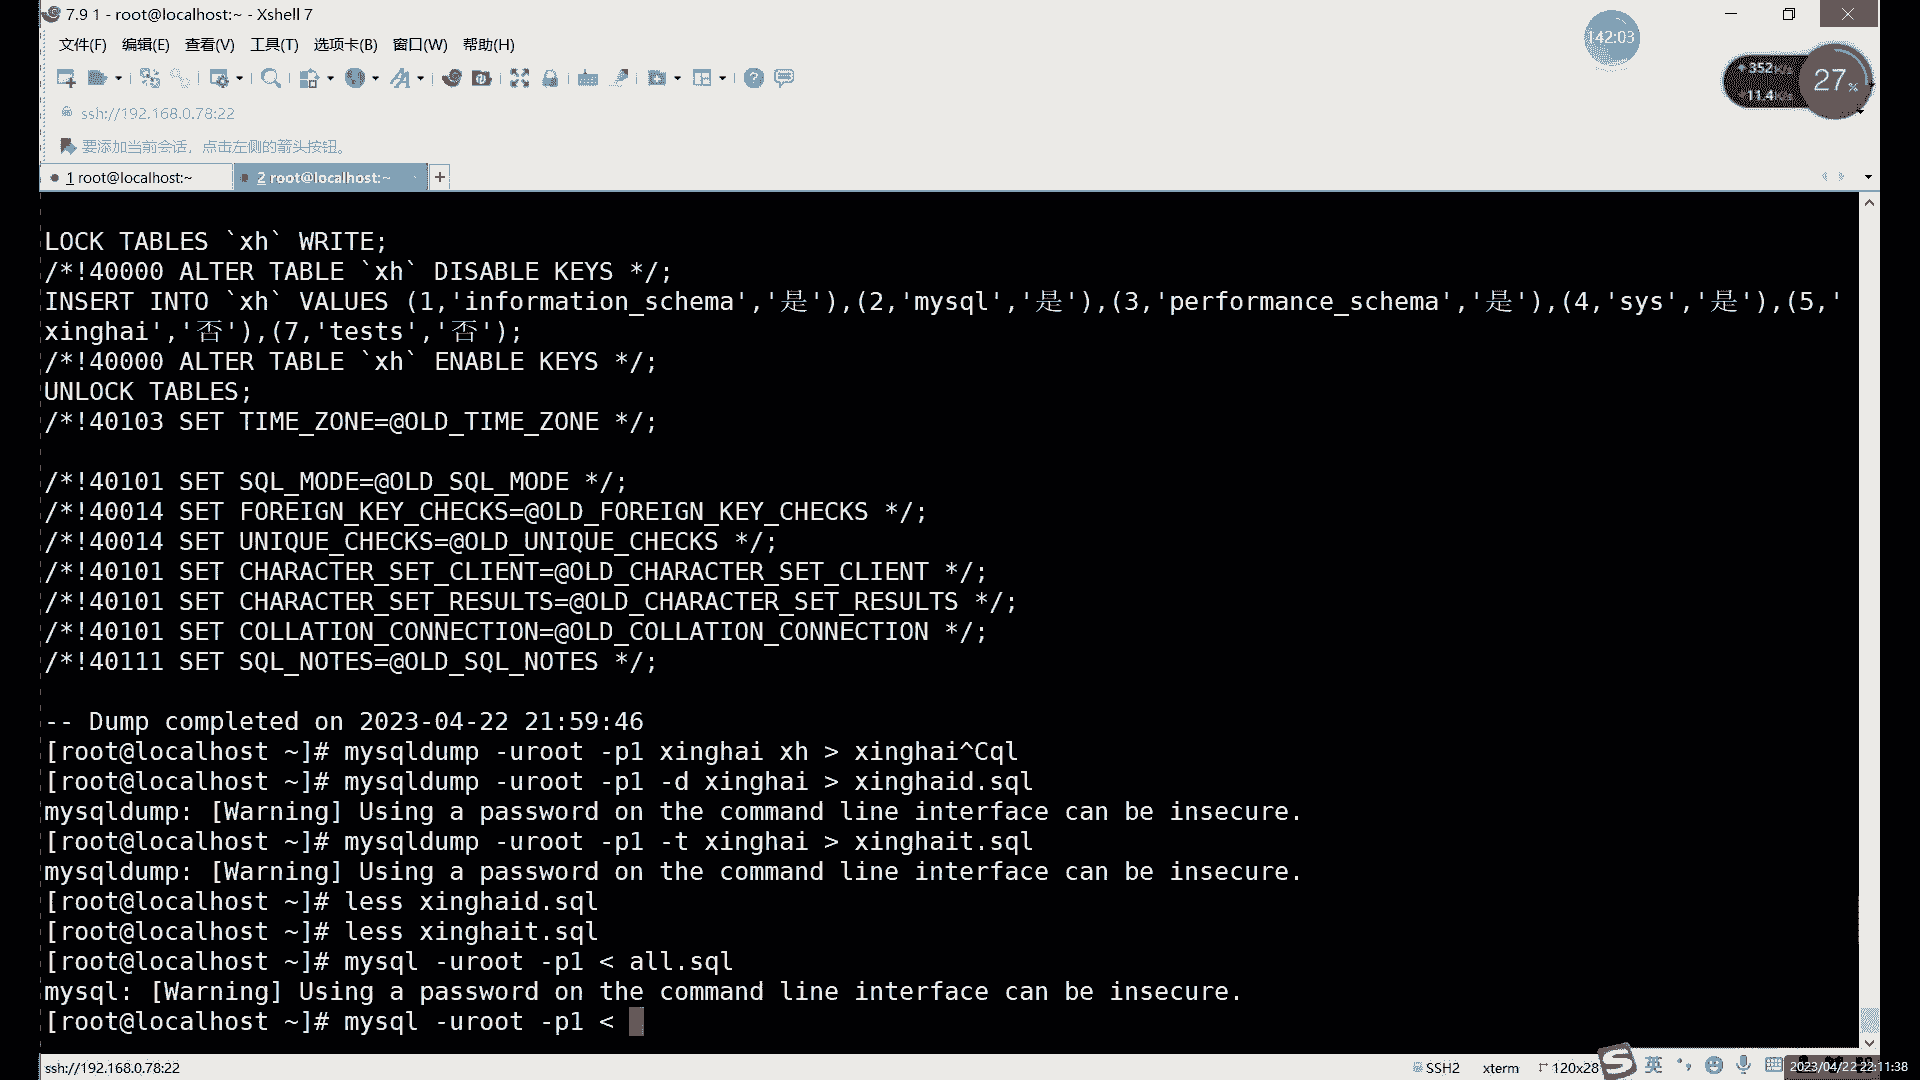 7.9 1 - root@localhost:~ - Xshell 7
142:03
文件(F) 编辑(E) 查看(V) 工具(T) 选项卡(B) 窗口(W) 帮助(H)
352K/s
11.4K/s
27%
ssh://192.168.0.78:22
要添加当前会话，点击左侧的箭头按钮。
1 root@localhost:~
2 root@localhost:~
LOCK TABLES `xh` WRITE;
/*!40000 ALTER TABLE `xh` DISABLE KEYS */;
INSERT INTO `xh` VALUES (1,'information_schema','是'),(2,'mysql','是'),(3,'performance_schema','是'),(4,'sys','是'),(5,'
xinghai','否'),(7,'tests','否');
/*!40000 ALTER TABLE `xh` ENABLE KEYS */;
UNLOCK TABLES;
/*!40103 SET TIME_ZONE=@OLD_TIME_ZONE */;
/*!40101 SET SQL_MODE=@OLD_SQL_MODE */;
/*!40014 SET FOREIGN_KEY_CHECKS=@OLD_FOREIGN_KEY_CHECKS */;
/*!40014 SET UNIQUE_CHECKS=@OLD_UNIQUE_CHECKS */;
/*!40101 SET CHARACTER_SET_CLIENT=@OLD_CHARACTER_SET_CLIENT */;
/*!40101 SET CHARACTER_SET_RESULTS=@OLD_CHARACTER_SET_RESULTS */;
/*!40101 SET COLLATION_CONNECTION=@OLD_COLLATION_CONNECTION */;
/*!40111 SET SQL_NOTES=@OLD_SQL_NOTES */;
-- Dump completed on 2023-04-22 21:59:46
[root@localhost ~]# mysqldump -uroot -p1 xinghai xh > xinghai^Cql
[root@localhost ~]# mysqldump -uroot -p1 -d xinghai > xinghaid.sql
mysqldump: [Warning] Using a password on the command line interface can be insecure.
[root@localhost ~]# mysqldump -uroot -p1 -t xinghai > xinghait.sql
mysqldump: [Warning] Using a password on the command line interface can be insecure.
[root@localhost ~]# less xinghaid.sql
[root@localhost ~]# less xinghait.sql
[root@localhost ~]# mysql -uroot -p1 < all.sql
mysql: [Warning] Using a password on the command line interface can be insecure.
[root@localhost ~]# mysql -uroot -p1 <
ssh://192.168.0.78:22
SSH2 xterm 120x28
英
2023/04/22 22:11:38